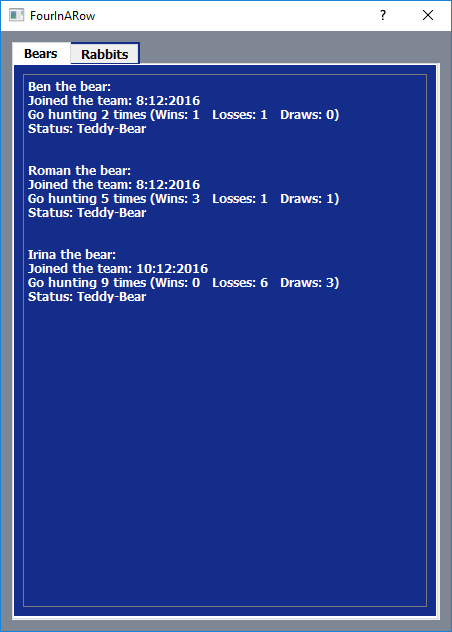 FourInARow
?
Bears
Rabbits
Ben the bear:
Joined the team: 8:12:2016
Go hunting 2 times (Wins: 1   Losses: 1   Draws: 0)
Status: Teddy-Bear
Roman the bear:
Joined the team: 8:12:2016
Go hunting 5 times (Wins: 3   Losses: 1   Draws: 1)
Status: Teddy-Bear
Irina the bear:
Joined the team: 10:12:2016
Go hunting 9 times (Wins: 0   Losses: 6   Draws: 3)
Status: Teddy-Bear